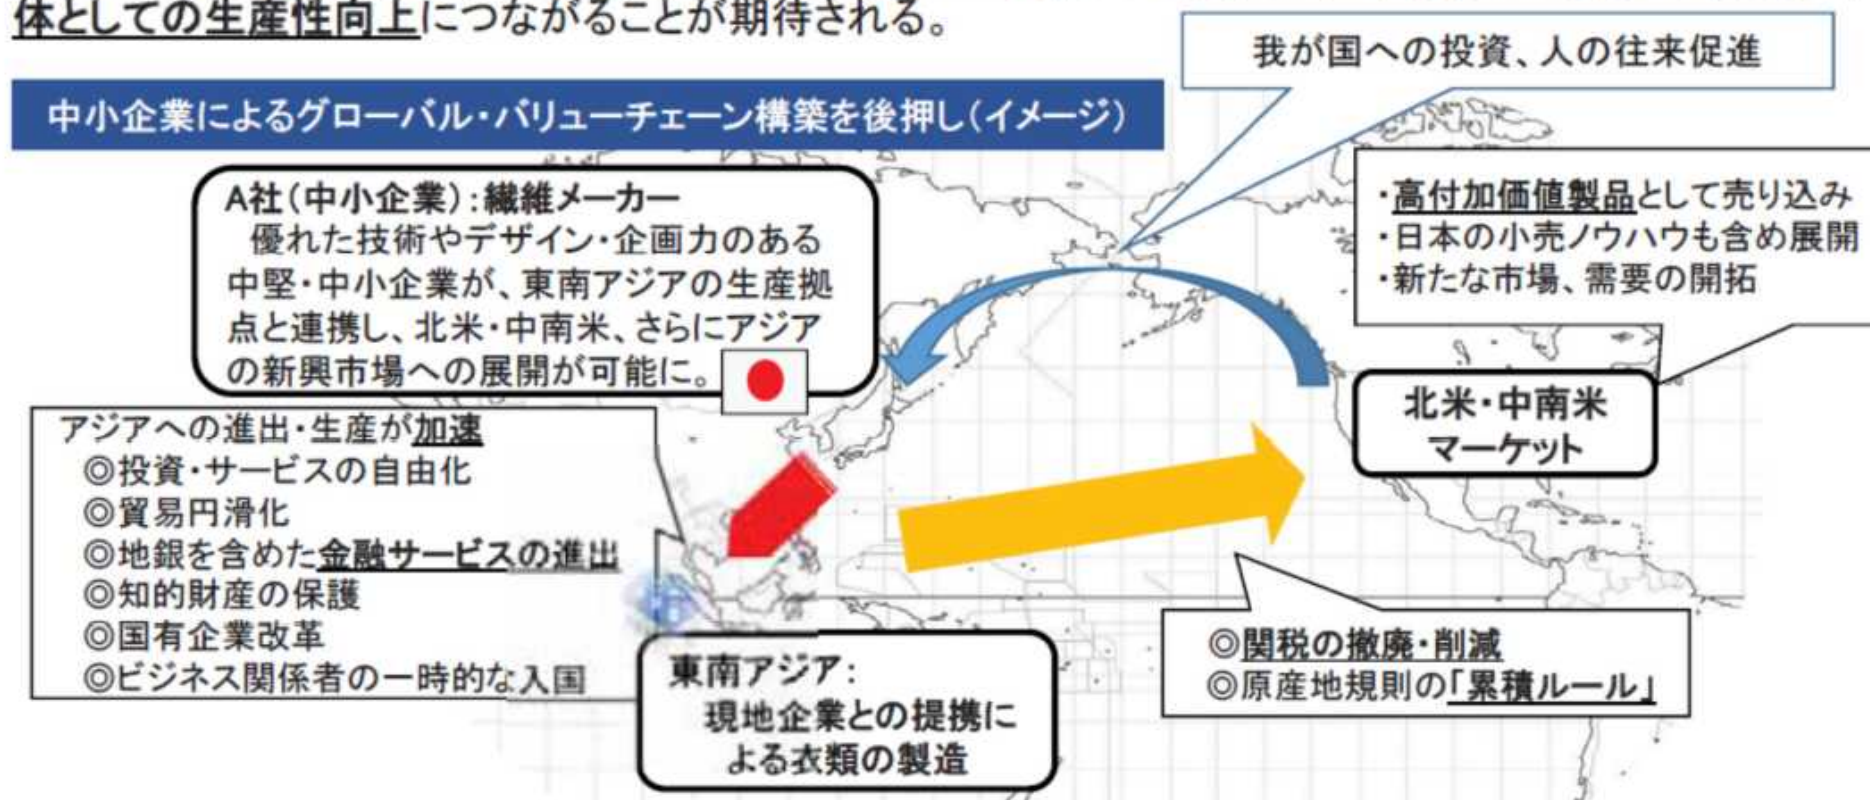 体としての生産性向上につながることが期待される。
我が国への投資、人の往来促進
中小企業によるグローバル・バリューチェーン構築を後押し(イメージ)
A社(中小企業):繊維メーカー
優れた技術やデザイン・企画力のある
中堅・中小企業が、東南アジアの生産拠
点と連携し、北米・中南米、さらにアジア
の新興市場への展開が可能に。
・高付加価値製品として売り込み
・日本の小売ノウハウも含め展開
・新たな市場、需要の開拓
北米・中南米
マーケット
アジアへの進出・生産が加速
◎投資・サービスの自由化
◎貿易円滑化
◎地銀を含めた金融サービスの進出
◎知的財産の保護
◎国有企業改革
◎ビジネス関係者の一時的な入国
東南アジア:
現地企業との提携に
よる衣類の製造
◎関税の撤廃・削減
◎原産地規則の「累積ルール」